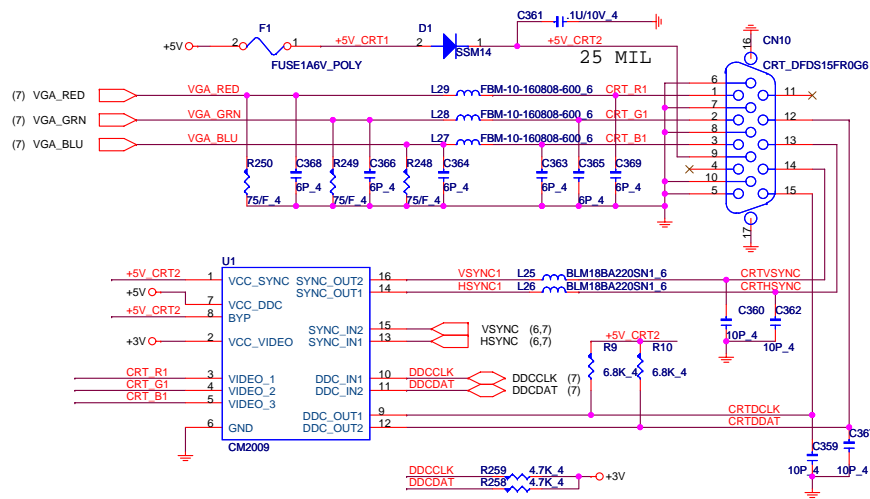 C361 .1U/10V_4
F1 D1
+5V 2 1 +5V_CRT1 2 1 +5V_CRT2
SSM14
FUSE1A6V_POLY
25 MIL
16
CN10
CRT_DFDS15FR0G6
(7) VGA_RED VGA_RED L29 FBM-10-160808-600_6 CRT_R1
(7) VGA_GRN VGA_GRN L28 FBM-10-160808-600_6 CRT_G1
(7) VGA_BLU VGA_BLU L27 FBM-10-160808-600_6 CRT_B1
6
1 11
7
2 12
8
3 13
9
4 14
10
5 15
17
R250 C368 R249 C366 R248 C364 C363 C365 C369
75/F_4 6P_4 75/F_4 6P_4 75/F_4 6P_4 6P_4 6P_4 6P_4
U1
+5V_CRT2 1 VCC_SYNC SYNC_OUT2 16 VSYNC1 L25 BLM18BA220SN1_6 CRTVSYNC
SYNC_OUT1 14 HSYNC1 L26 BLM18BA220SN1_6 CRTHSYNC
+5V 7 VCC_DDC
+5V_CRT2 8 BYP
SYNC_IN2 15 VSYNC (6,7)
+3V 2 VCC_VIDEO SYNC_IN1 13 HSYNC (6,7)
C360 C362
10P_4 10P_4
+5V_CRT2
R9 R10
6.8K_4 6.8K_4
CRT_R1 3 VIDEO_1 DDC_IN1 10 DDCCLK DDCCLK (7)
CRT_G1 4 VIDEO_2 DDC_IN2 11 DDCDAT DDCDAT (7)
CRT_B1 5 VIDEO_3
DDC_OUT1 9 CRTDCLK
6 GND DDC_OUT2 12 CRTDDAT
CM2009
C359 C367
10P_4 10P_4
DDCCLK R259 4.7K_4 +3V
DDCDAT R258 4.7K_4